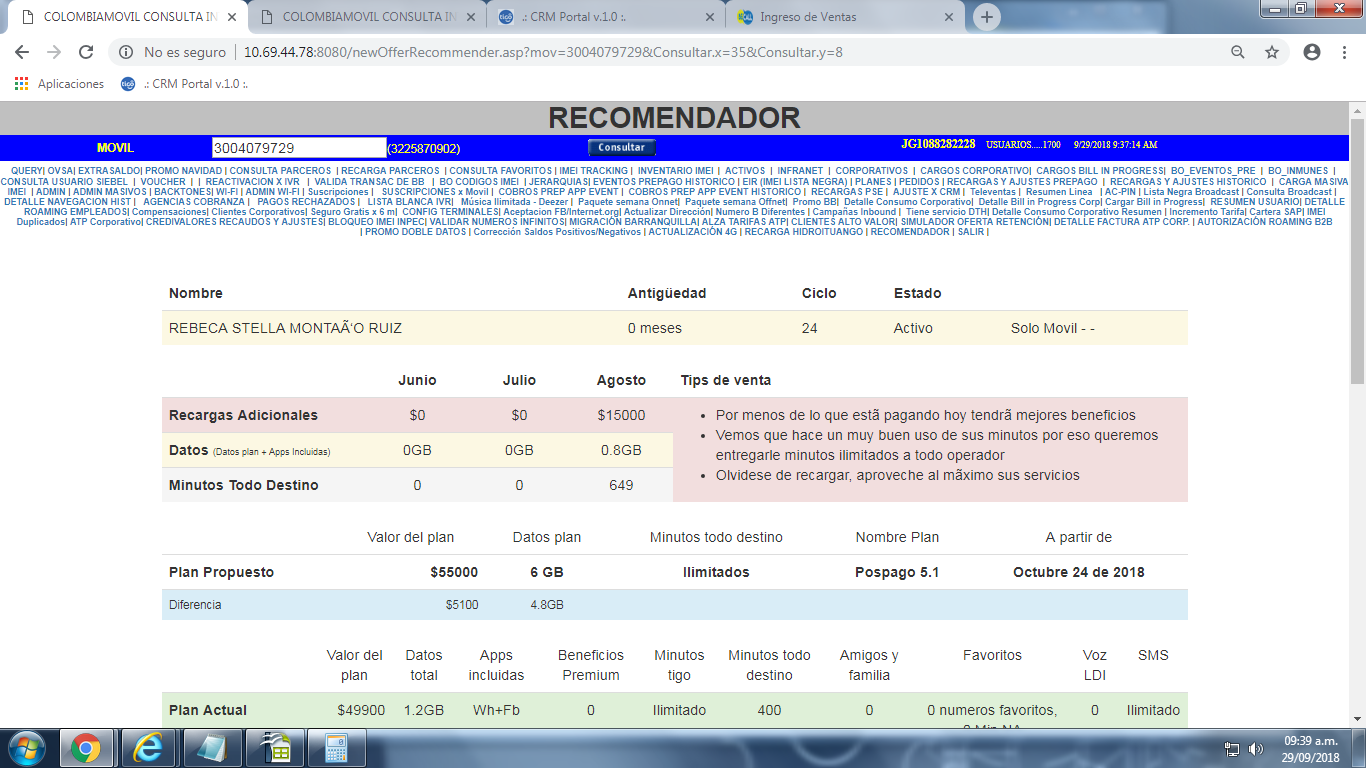 COLOMBIAMOVIL CONSULTA IN
COLOMBIAMOVIL CONSULTA IN
.: CRM Portal v.1.0 :.
Ingreso de Ventas
No es seguro | 10.69.44.78:8080/newOfferRecommender.asp?mov=3004079729&Consultar.x=35&Consultar.y=8
Aplicaciones
.: CRM Portal v.1.0 :.
RECOMENDADOR
MOVIL 3004079729 (3225870902) Consultar JG1088282228 USUARIOS.....1700 9/29/2018 9:37:14 AM
QUERY| OVSA| EXTRASALDO| PROMO NAVIDAD | CONSULTA PARCEROS | RECARGA PARCEROS | CONSULTA FAVORITOS | IMEI TRACKING | INVENTARIO IMEI | ACTIVOS | INFRANET | CORPORATIVOS | CARGOS CORPORATIVO| CARGOS BILL IN PROGRESS| BO_EVENTOS_PRE | BO_INMUNES |
CONSULTA USUARIO SIEBEL | VOUCHER | | REACTIVACION X IVR | VALIDA TRANSAC DE BB | BO CODIGOS IMEI | JERARQUIAS| EVENTOS PREPAGO HISTORICO | EIR (IMEI LISTA NEGRA) | PLANES | PEDIDOS | RECARGAS Y AJUSTES PREPAGO | RECARGAS Y AJUSTES HISTORICO | CARGA MASIVA
IMEI | ADMIN | ADMIN MASIVOS | BACKTONES| WI-FI | ADMIN WI-FI | Suscripciones | SUSCRIPCIONES x Movil | COBROS PREP APP EVENT | COBROS PREP APP EVENT HISTORICO | RECARGAS PSE | AJUSTE X CRM | Televentas | Resumen Linea | AC-PIN | Lista Negra Broadcast | Consulta Broadcast |
DETALLE NAVEGACION HIST | AGENCIAS COBRANZA | PAGOS RECHAZADOS | LISTA BLANCA IVR| Música Ilimitada - Deezer | Paquete semana Onnet| Paquete semana Offnet| Promo BB| Detalle Consumo Corporativo| Detalle Bill in Progress Corp| Cargar Bill in Progress| RESUMEN USUARIO| DETALLE
ROAMING EMPLEADOS| Compensaciones| Clientes Corporativos| Seguro Gratis x 6 m| CONFIG TERMINALES| Aceptacion FB/Internet.org| Actualizar Dirección| Numero B Diferentes | Campañas Inbound | Tiene servicio DTH| Detalle Consumo Corporativo Resumen | Incremento Tarifa| Cartera SAP| IMEI
Duplicados| ATP Corporativo| CREDIVALORES RECAUDOS Y AJUSTES| BLOQUEO IMEI INPEC| VALIDAR NUMEROS INFINITOS| MIGRACIÓN BARRANQUILLA| ALZA TARIFAS ATP| CLIENTES ALTO VALOR| SIMULADOR OFERTA RETENCIÓN| DETALLE FACTURA ATP CORP. | AUTORIZACIÓN ROAMING B2B
| PROMO DOBLE DATOS | Corrección Saldos Positivos/Negativos | ACTUALIZACIÓN 4G | RECARGA HIDROITUANGO | RECOMENDADOR | SALIR |
Nombre Antigüedad Ciclo Estado
REBECA STELLA MONTAÃ‘O RUIZ 0 meses 24 Activo Solo Movil - -
Junio Julio Agosto Tips de venta
Recargas Adicionales $0 $0 $15000
Datos (Datos plan + Apps Incluidas) 0GB 0GB 0.8GB
Minutos Todo Destino 0 0 649
• Por menos de lo que estã pagando hoy tendrã mejores beneficios
• Vemos que hace un muy buen uso de sus minutos por eso queremos
entregarle minutos ilimitados a todo operador
• Olvidese de recargar, aproveche al mãximo sus servicios
Valor del plan Datos plan Minutos todo destino Nombre Plan A partir de
Plan Propuesto $55000 6 GB Ilimitados Pospago 5.1 Octubre 24 de 2018
Diferencia $5100 4.8GB
Valor del Datos Apps Beneficios Minutos Minutos todo Amigos y Favoritos Voz SMS
plan total incluidas Premium tigo destino familia LDI
Plan Actual $49900 1.2GB Wh+Fb 0 Ilimitado 400 0 0 numeros favoritos, 0 Ilimitado
09:39 a.m.
29/09/2018